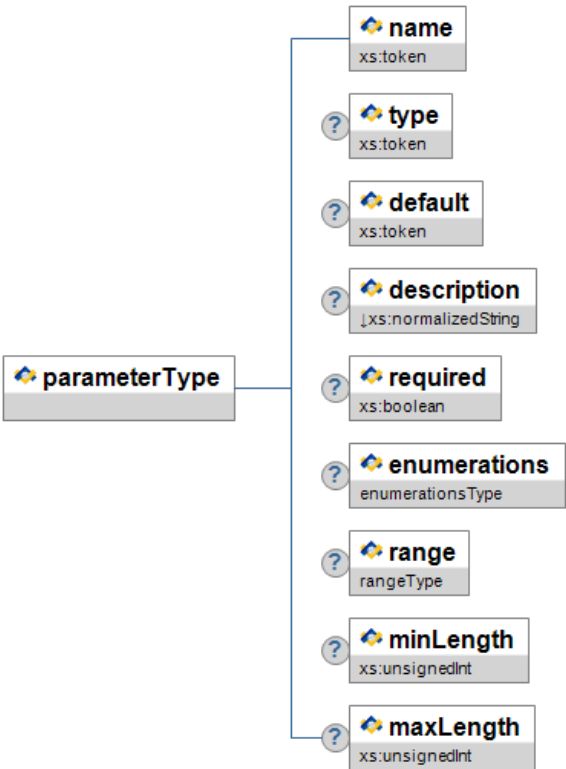 name
xs:token
?
type
xs:token
?
default
xs:token
?
description
↓xs:normalizedString
parameterType
?
required
xs:boolean
?
enumerations
enumerationsType
?
range
rangeType
?
minLength
xs:unsignedInt
?
maxLength
xs:unsignedInt